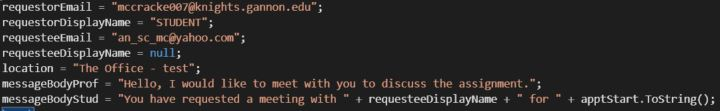 requestorEmail = "mccracke007@knights.gannon.edu";
requestorDisplayName = "STUDENT";
requesteeEmail = "an_sc_mc@yahoo.com";
requesteeDisplayName = null;
location = "The Office - test";
messageBodyProf = "Hello, I would like to meet with you to discuss the assignment.";
messageBodyStud = "You have requested a meeting with " + requesteeDisplayName + " for " + apptStart.ToString();